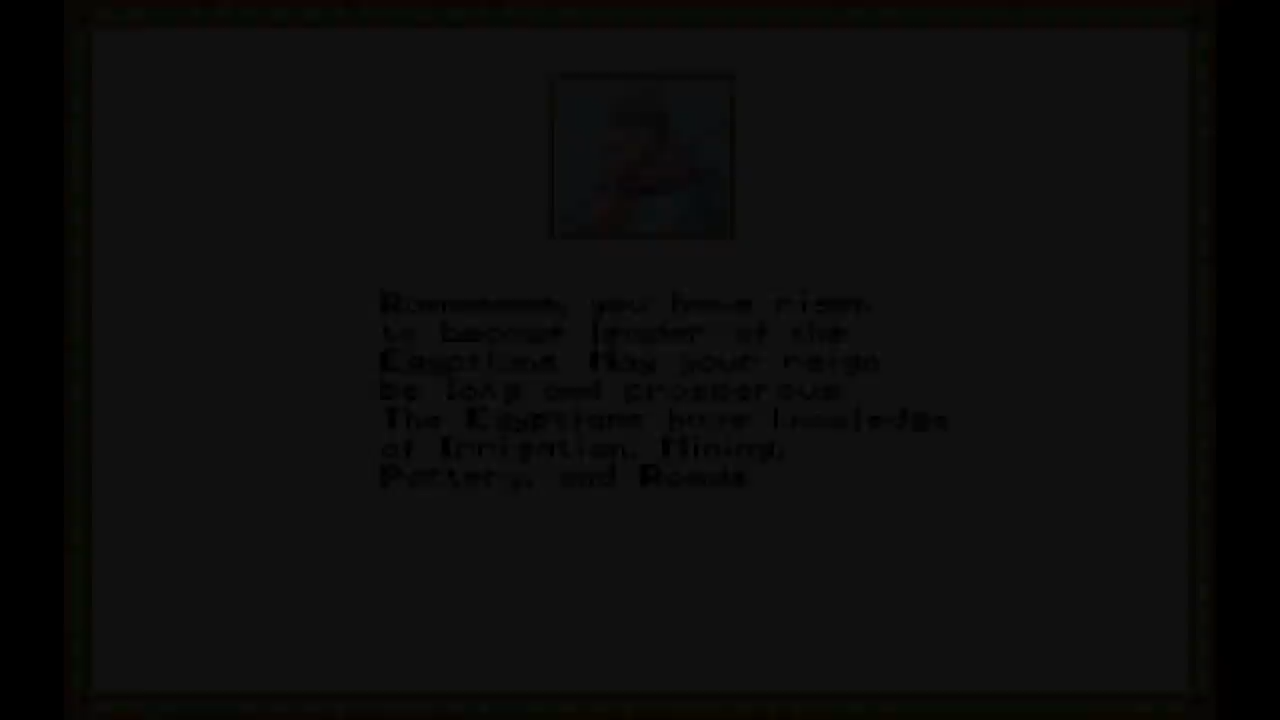 Rameses, you have risen
to become leader of the
Egyptians. May your reign
be long and prosperous.
The Egyptians have knowledge
of Irrigation, Mining,
Pottery, and Roads.